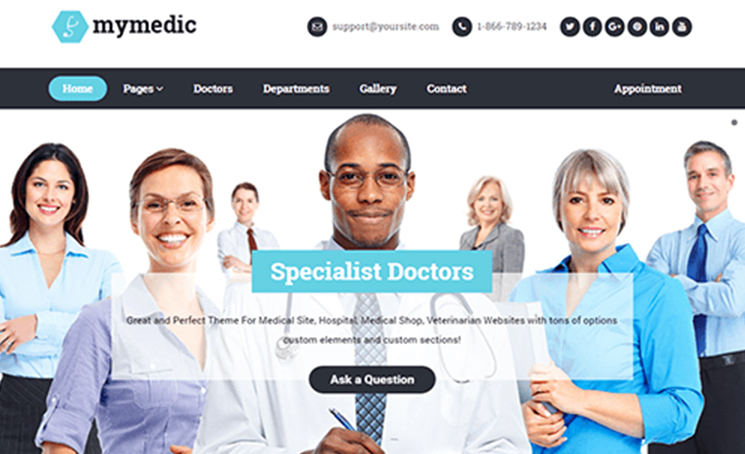 mymedic
support@yoursite.com
1-866-789-1234
Home
Pages
Doctors
Departments
Gallery
Contact
Appointment
Specialist Doctors
Great and Perfect Theme For Medical Site, Hospital, Medical Shop, Veterinarian Websites with tons of options
custom elements and custom sections!
Ask a Question